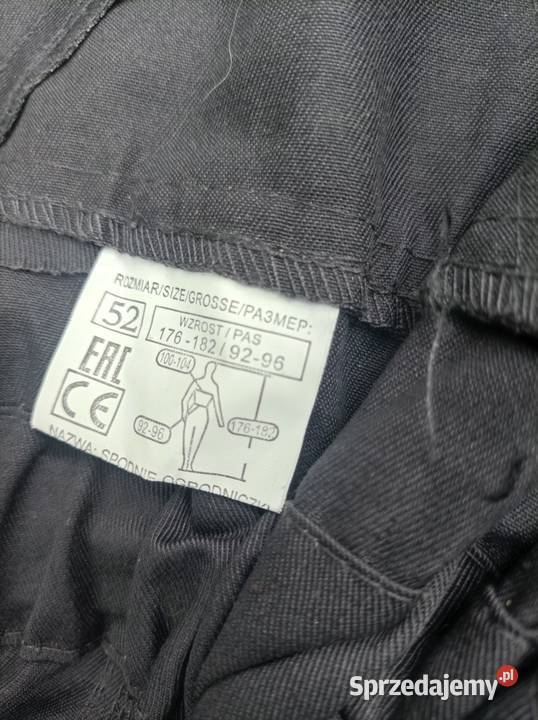 ROZMIAR/SIZE/GROSSE/РАЗМЕР:
52
WZROST / PAS
176 - 182 / 92-96
EAC
CE
100-104
92-96
176-182
NAZWA: SPODNIE OGRODNICZKI
Sprzedajemy.pl